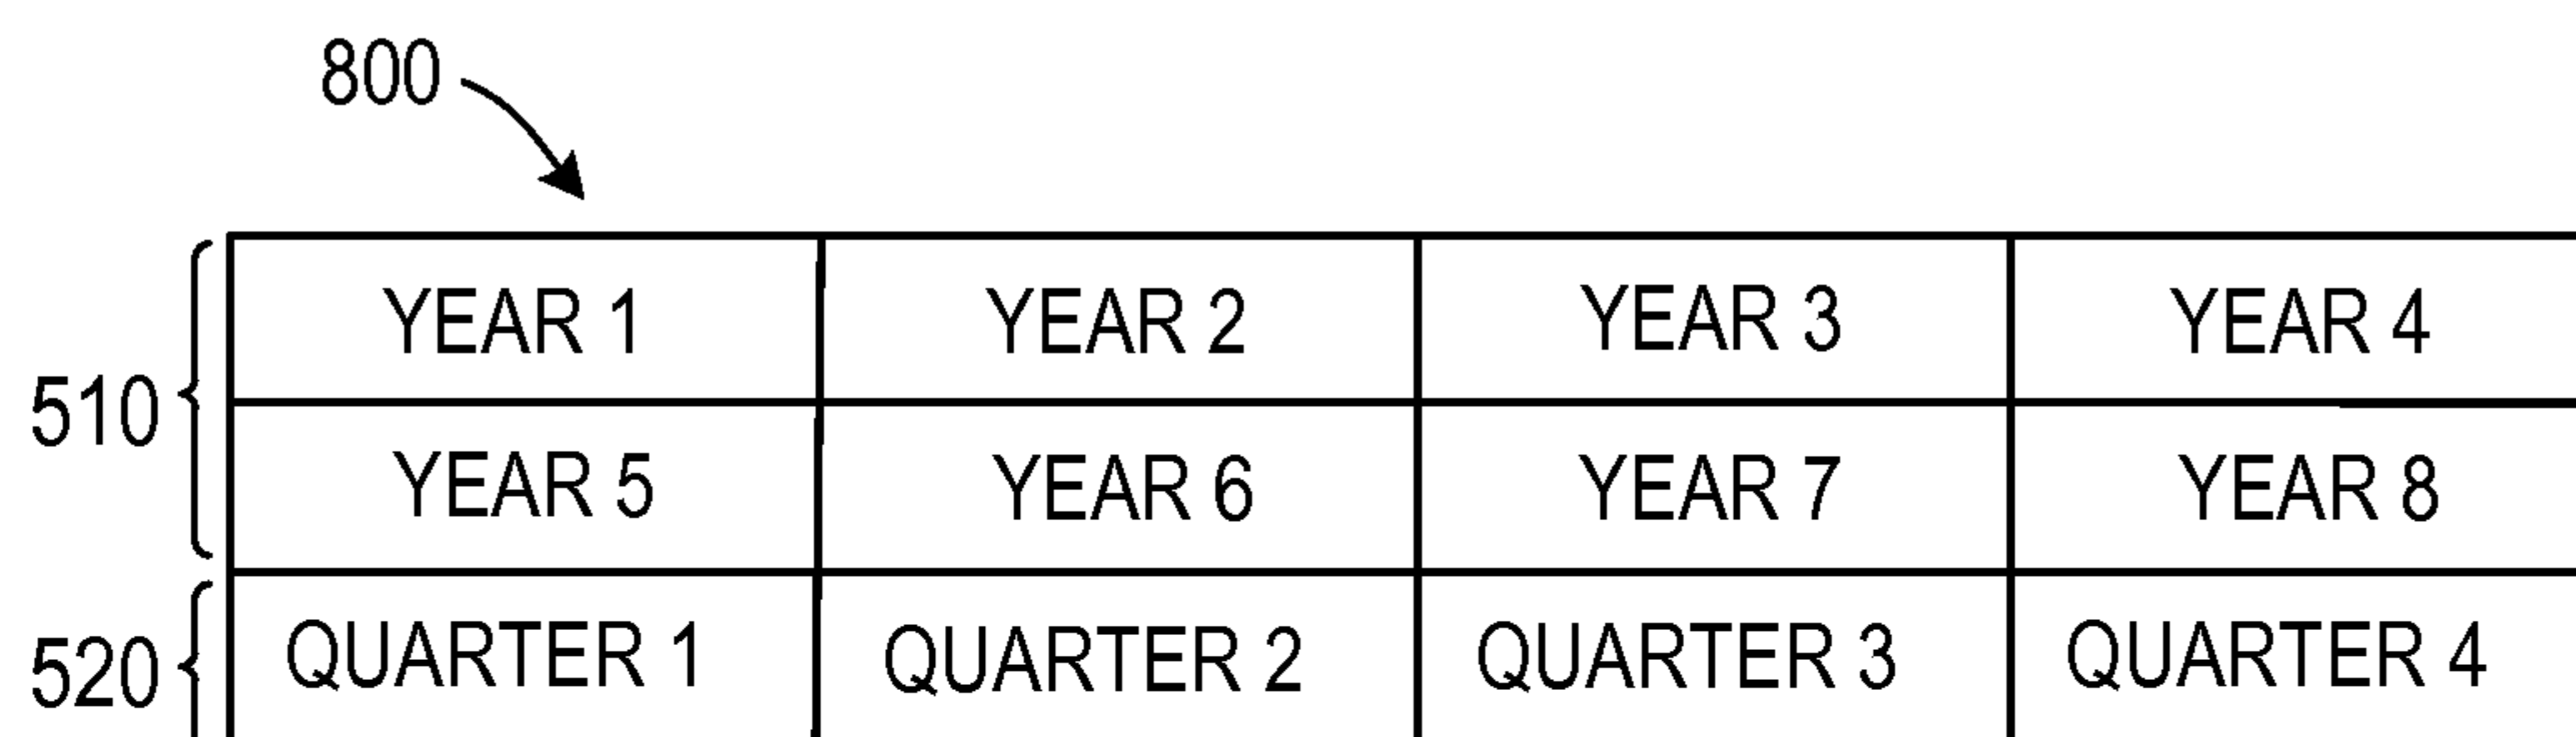 800
YEAR 1 YEAR 2 YEAR 3 YEAR 4
510
YEAR 5 YEAR 6 YEAR 7 YEAR 8
520 QUARTER 1 QUARTER 2 QUARTER 3 QUARTER 4